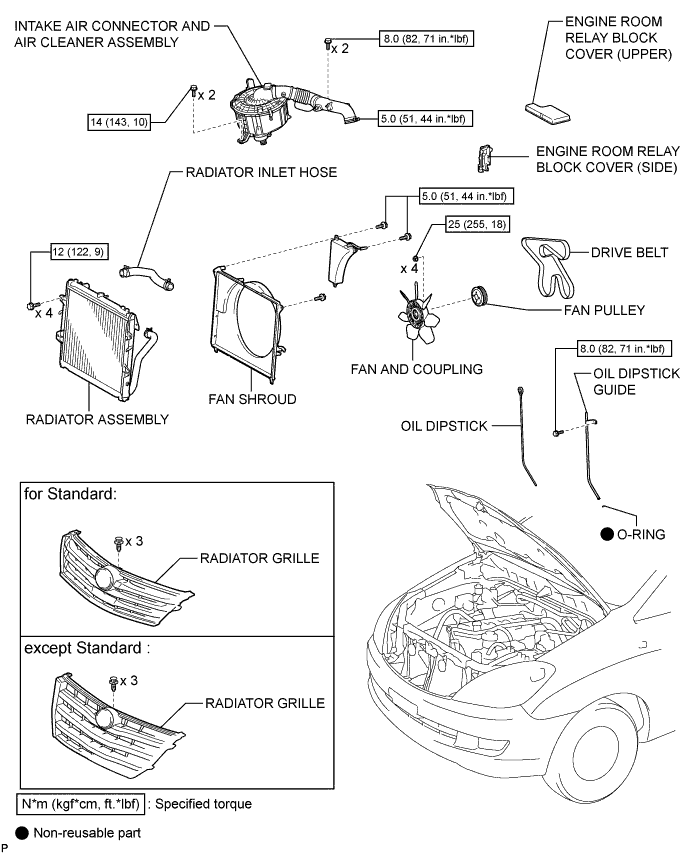 INTAKE AIR CONNECTOR AND
AIR CLEANER ASSEMBLY
8.0 (82, 71 in.*lbf)
x 2
x 2
14 (143, 10)
5.0 (51, 44 in.*lbf)
ENGINE ROOM
RELAY BLOCK
COVER (UPPER)
ENGINE ROOM RELAY
BLOCK COVER (SIDE)
RADIATOR INLET HOSE
5.0 (51, 44 in.*lbf)
25 (255, 18)
12 (122, 9)
x 4
x 4
DRIVE BELT
FAN PULLEY
FAN AND COUPLING
FAN SHROUD
RADIATOR ASSEMBLY
8.0 (82, 71 in.*lbf)
OIL DIPSTICK
GUIDE
OIL DIPSTICK
O-RING
for Standard:
x 3
RADIATOR GRILLE
except Standard :
x 3
RADIATOR GRILLE
N*m (kgf*cm, ft.*lbf) : Specified torque
Non-reusable part
P